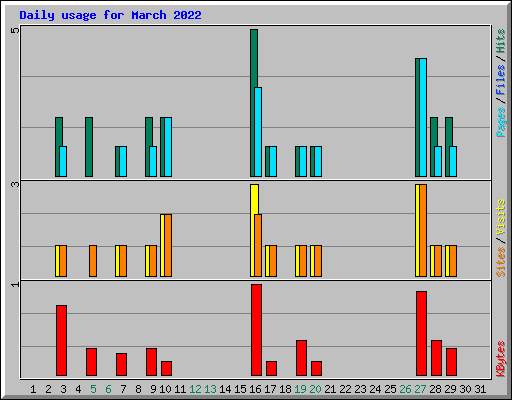 Daily usage for March 2022
5
Pages / Files / Hits
3
Sites / Visits
1
KBytes
1 2 3 4 5 6 7 8 9 10 11 12 13 14 15 16 17 18 19 20 21 22 23 24 25 26 27 28 29 30 31